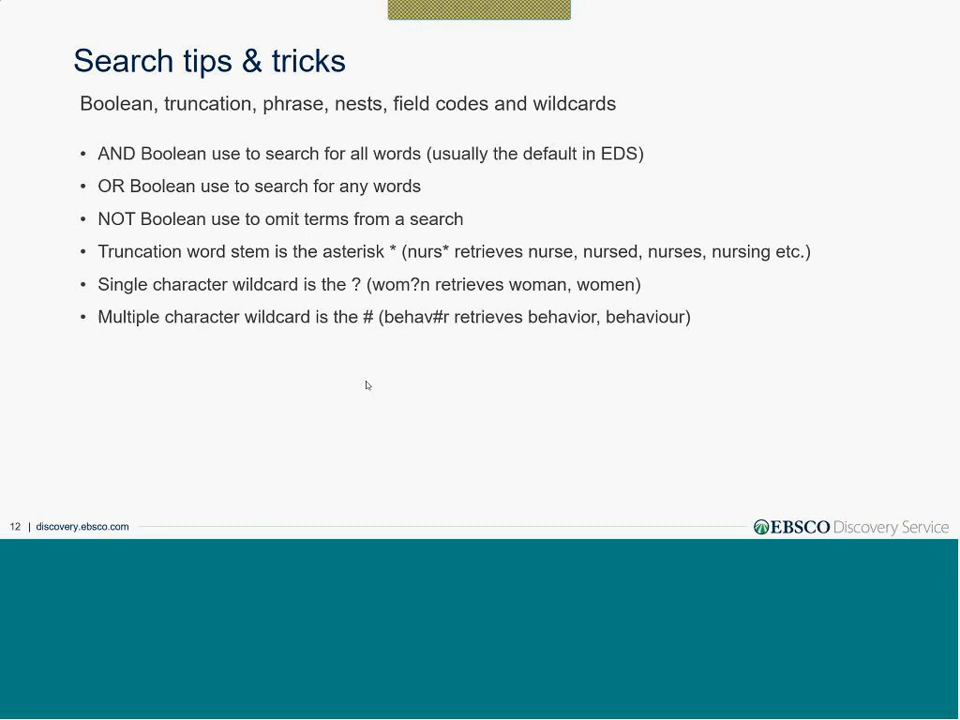 Search tips & tricks
Boolean, truncation, phrase, nests, field codes and wildcards
• AND Boolean use to search for all words (usually the default in EDS)
• OR Boolean use to search for any words
• NOT Boolean use to omit terms from a search
• Truncation word stem is the asterisk * (nurs* retrieves nurse, nursed, nurses, nursing etc.)
• Single character wildcard is the ? (wom?n retrieves woman, women)
• Multiple character wildcard is the # (behav#r retrieves behavior, behaviour)
12 | discovery.ebsco.com
EBSCO Discovery Service